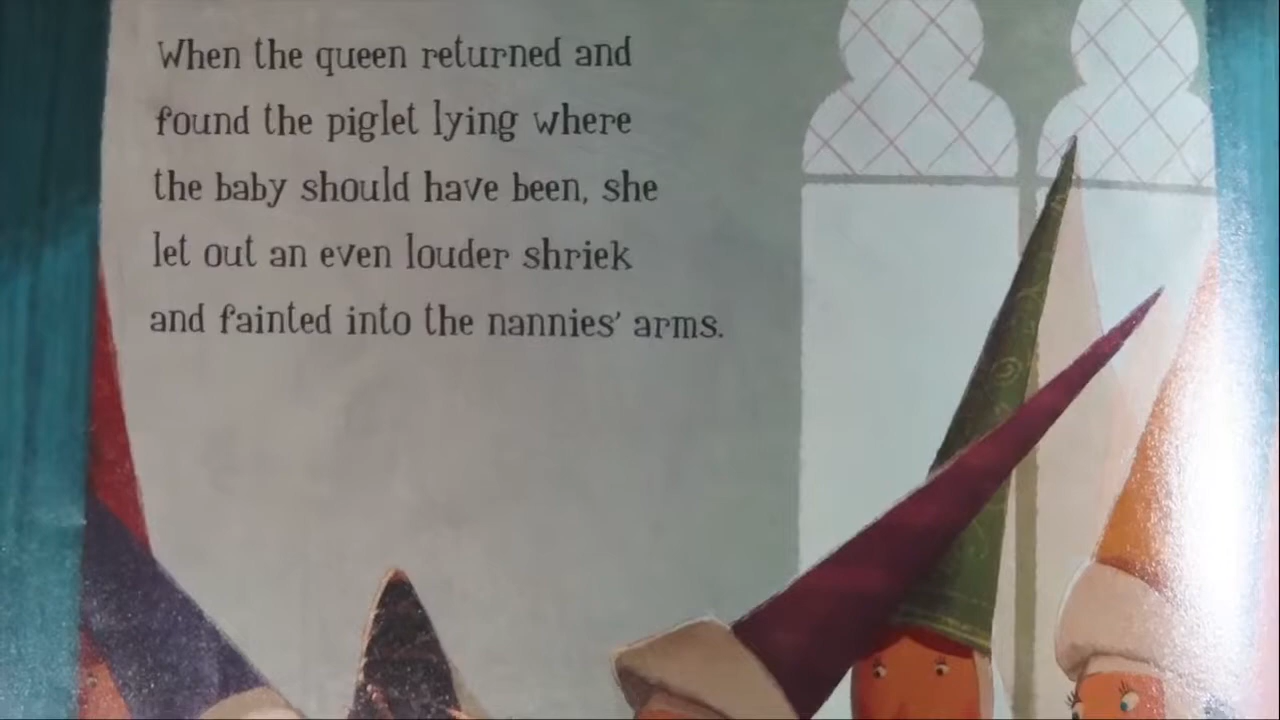 When the queen returned and
found the piglet lying where
the baby should have been, she
let out an even louder shriek
and fainted into the nannies’ arms.